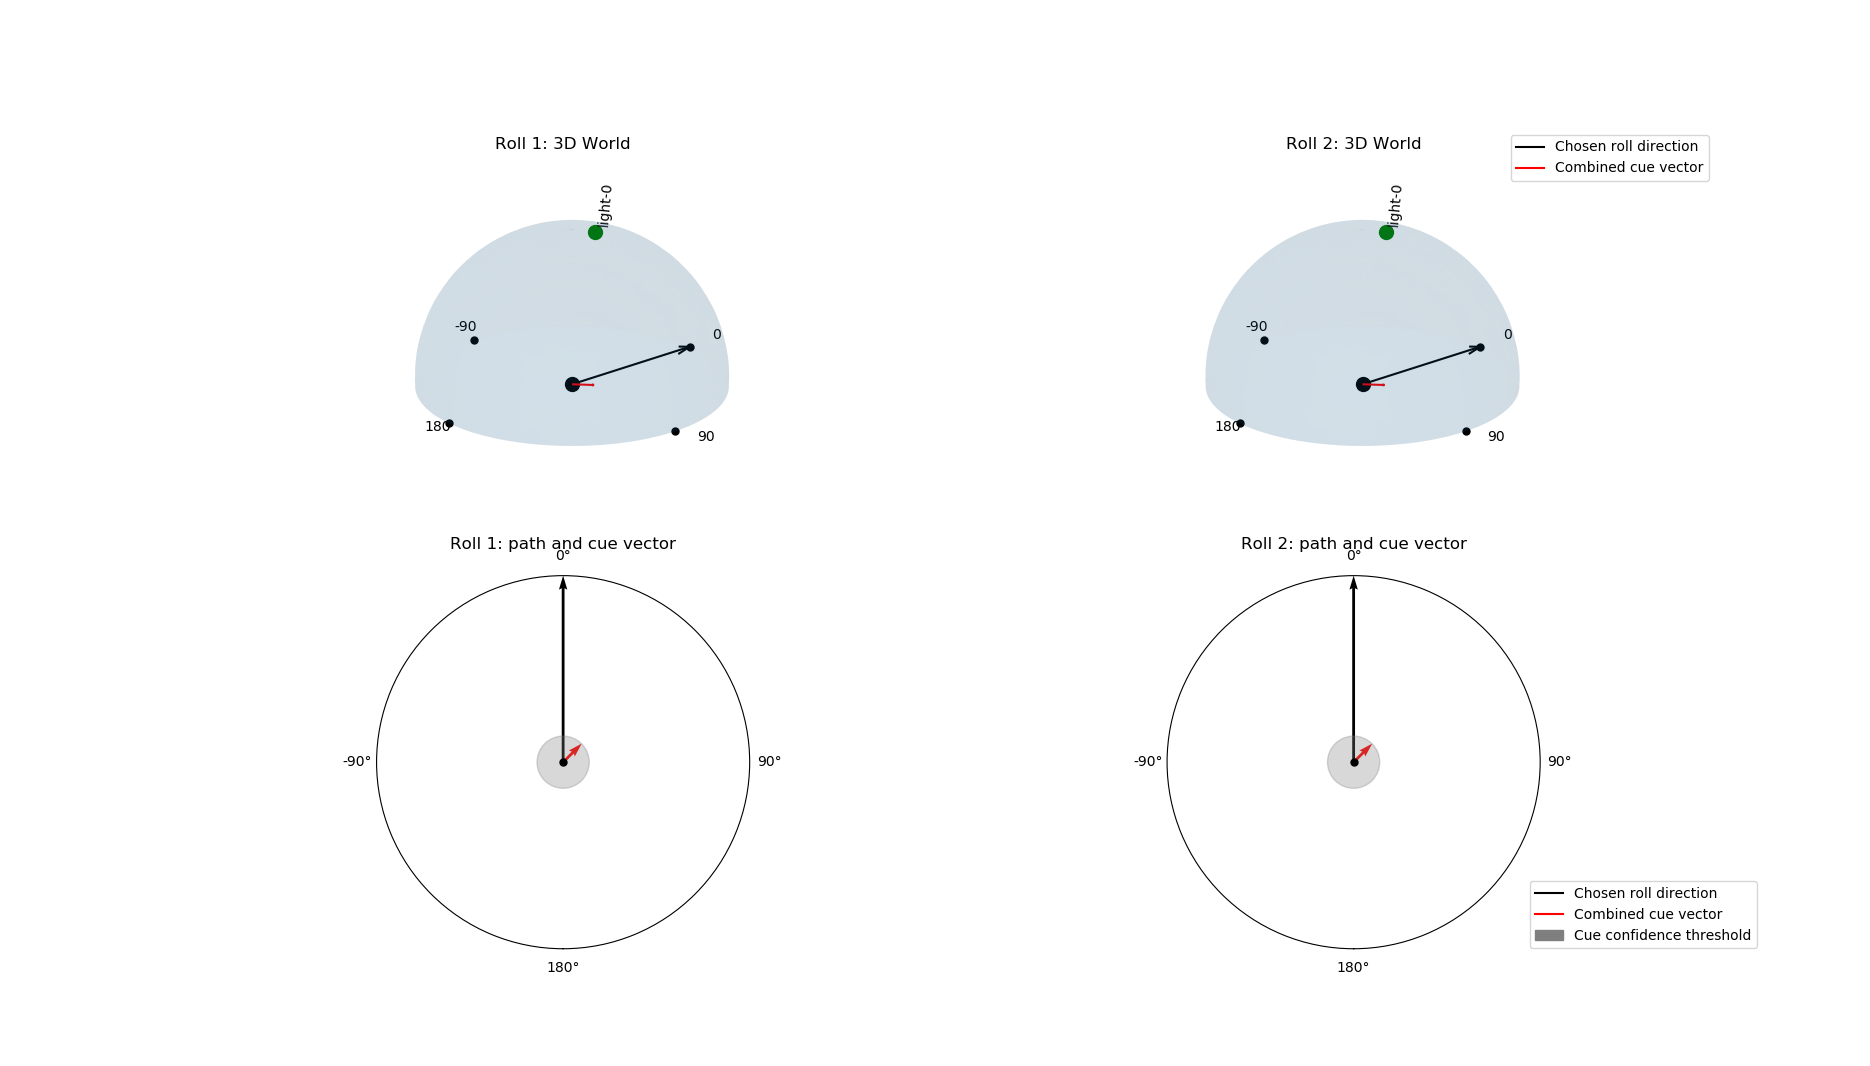 Roll 1: 3D World
light-0
-90
0
180
90
Roll 2: 3D World
light-0
-90
0
180
90
Chosen roll direction
Combined cue vector
Roll 1: path and cue vector
0°
-90°
90°
180°
Roll 2: path and cue vector
0°
-90°
90°
180°
Chosen roll direction
Combined cue vector
Cue confidence threshold